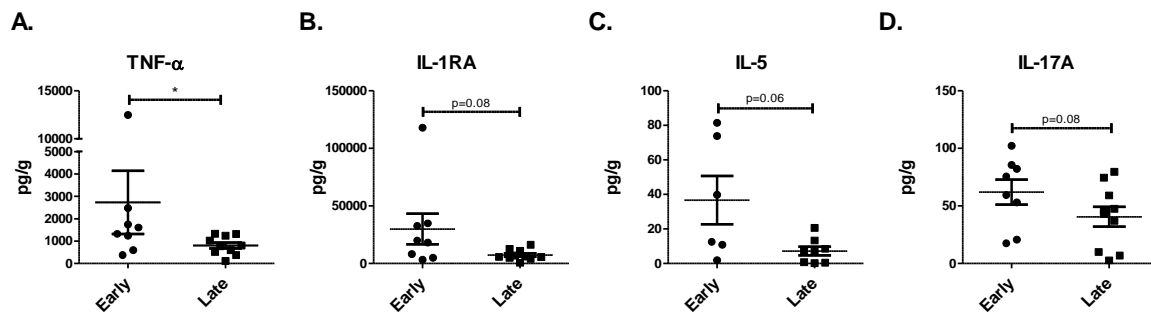 A.
TNF-α
15000
10000
5000
4000
3000
2000
1000
0
pg/g
*
Early
Late
B.
IL-1RA
150000
100000
50000
0
pg/g
p=0.08
Early
Late
C.
IL-5
100
80
60
40
20
0
pg/g
p=0.06
Early
Late
D.
IL-17A
150
100
50
0
pg/g
p=0.08
Early
Late